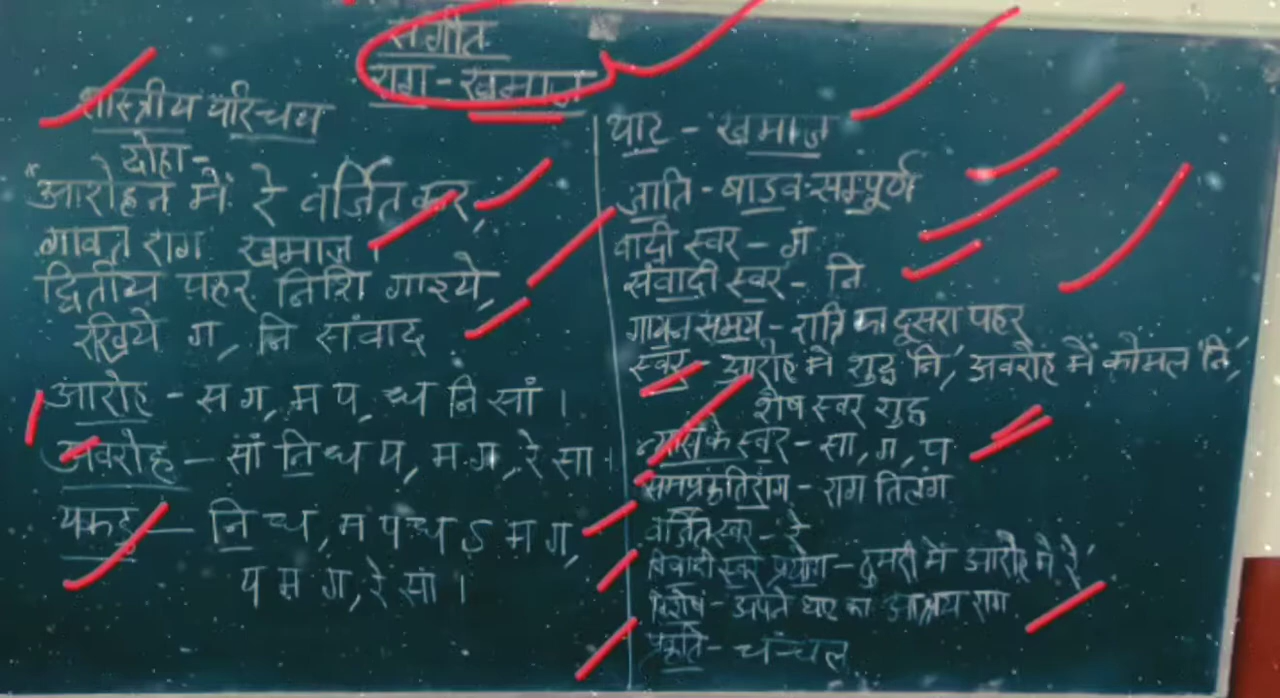 संगीत
राग - खमाज
शास्त्रीय परिचय
दोहा-
"आरोहन में रे वर्जित कर,
गावत राग खमाज।
द्वितीय पहर निशि गाइये,
रखिये ग, नि संवाद
आरोह - स ग, म प, ध नि सां।
अवरोह - सां नि ध प, म ग, रे सा।
पकड़ - नि ध, म प ध ऽ म ग,
प म ग, रे सा।
थाट - खमाज
जाति - षाडव-सम्पूर्ण
वादी स्वर - ग
संवादी स्वर - नि
गायन समय - रात्रि का दूसरा पहर
स्वर - आरोह में शुद्ध 'नि', अवरोह में कोमल 'नि',
शेष स्वर शुद्ध
न्यास के स्वर - सा, ग, प
समप्रकृति राग - राग तिलंग
वर्जित स्वर - रे
विवादी स्वर प्रयोग - ठुमरी में आरोह में 'रे'
विशेष - अपने थाट का आश्रय राग
प्रकृति - चंचल